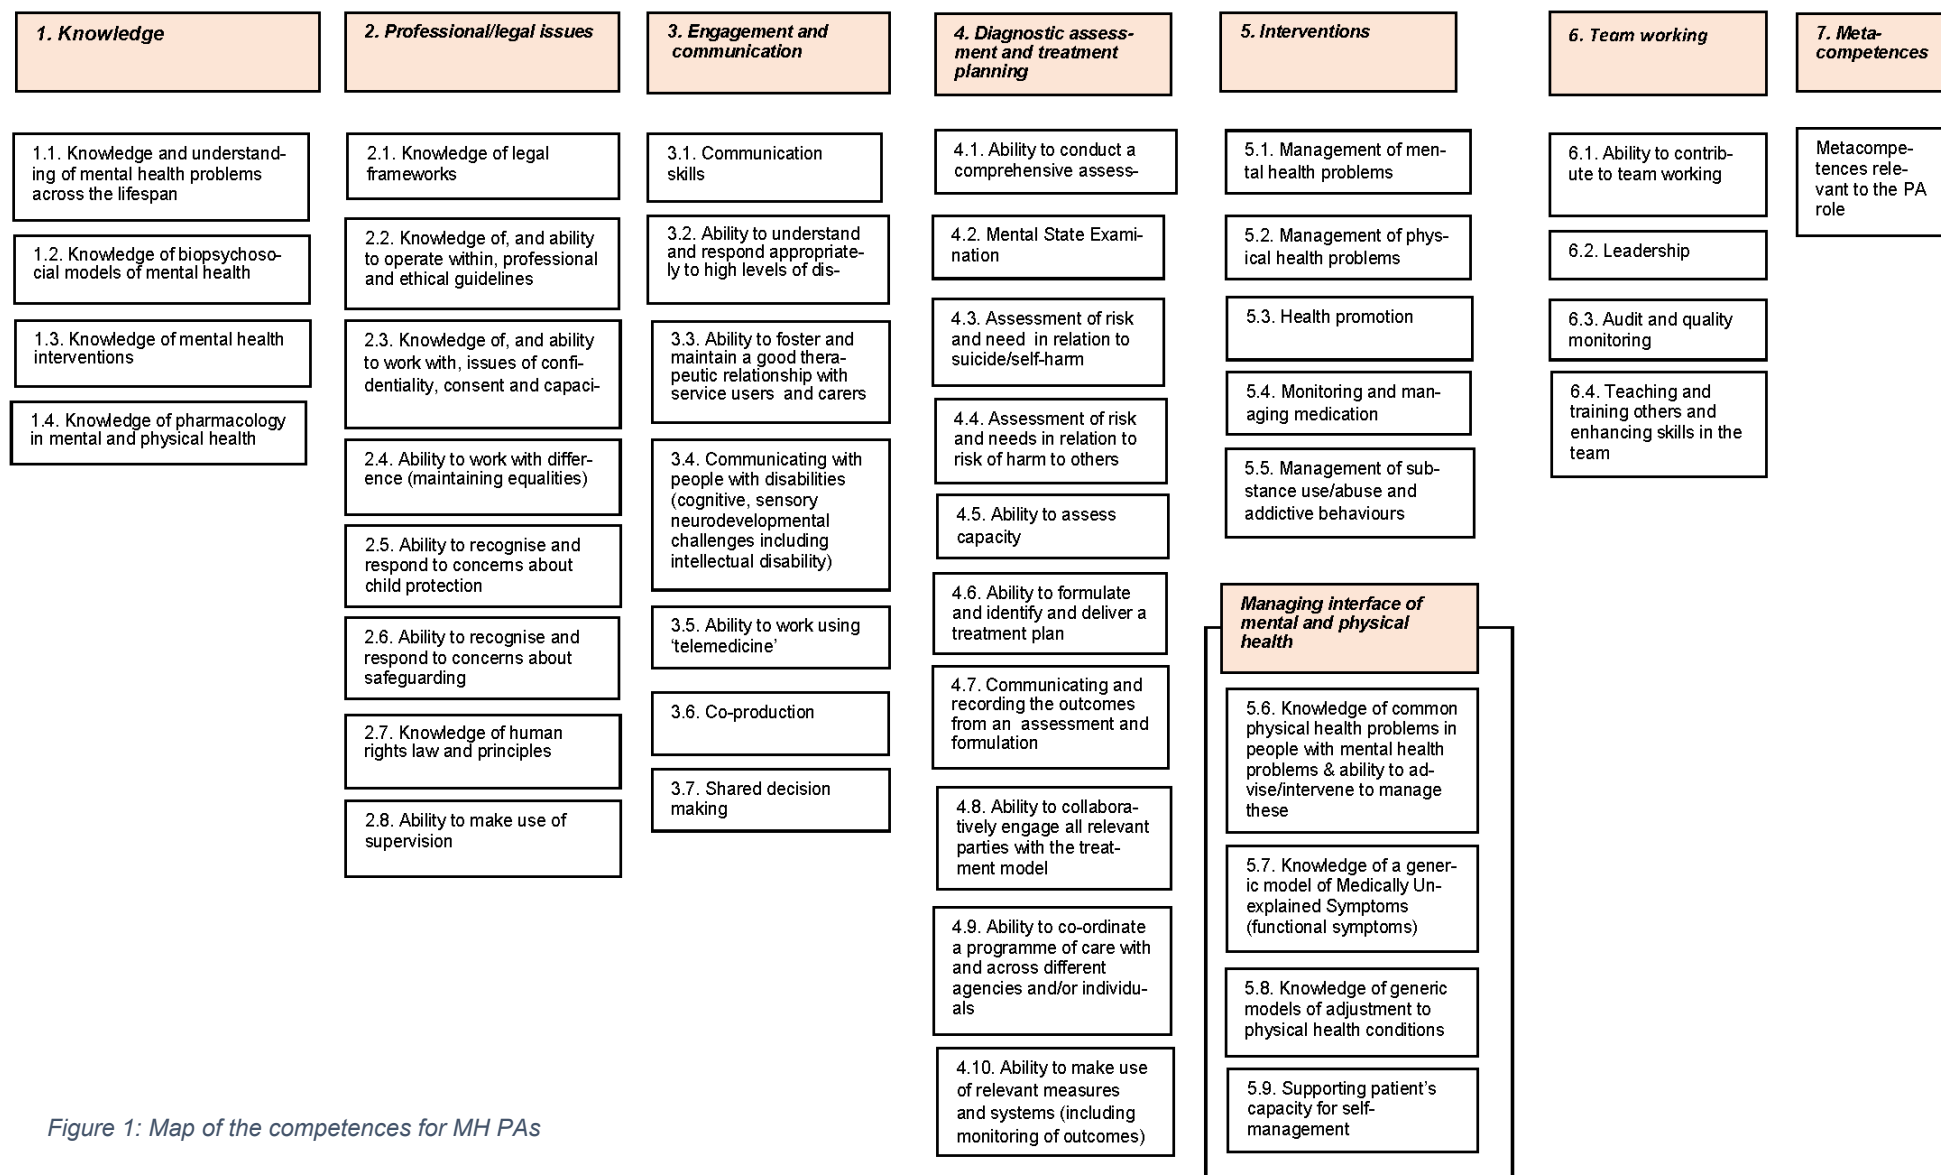 1. Knowledge
1.1. Knowledge and understand-
ing of mental health problems
across the lifespan
1.2. Knowledge of biopsychoso-
cial models of mental health
1.3. Knowledge of mental health
interventions
1.4. Knowledge of pharmacology
in mental and physical health
2. Professional/legal issues
2.1. Knowledge of legal
frameworks
2.2. Knowledge of, and ability
to operate within, professional
and ethical guidelines
2.3. Knowledge of, and ability
to work with, issues of confi-
dentiality, consent and capaci-
2.4. Ability to work with differ-
ence (maintaining equalities)
2.5. Ability to recognise and
respond to concerns about
child protection
2.6. Ability to recognise and
respond to concerns about
safeguarding
2.7. Knowledge of human
rights law and principles
2.8. Ability to make use of
supervision
3. Engagement and
communication
3.1. Communication
skills
3.2. Ability to understand
and respond appropriate-
ly to high levels of dis-
3.3. Ability to foster and
maintain a good thera-
peutic relationship with
service users and carers
3.4. Communicating with
people with disabilities
(cognitive, sensory
neurodevelopmental
challenges including
intellectual disability)
3.5. Ability to work using
‘telemedicine’
3.6. Co-production
3.7. Shared decision
making
4. Diagnostic assess-
ment and treatment
planning
4.1. Ability to conduct a
comprehensive assess-
4.2. Mental State Exami-
nation
4.3. Assessment of risk
and need in relation to
suicide/self-harm
4.4. Assessment of risk
and needs in relation to
risk of harm to others
4.5. Ability to assess
capacity
4.6. Ability to formulate
and identify and deliver a
treatment plan
4.7. Communicating and
recording the outcomes
from an assessment and
formulation
4.8. Ability to collabora-
tively engage all relevant
parties with the treat-
ment model
4.9. Ability to co-ordinate
a programme of care with
and across different
agencies and/or individu-
als
4.10. Ability to make use
of relevant measures
and systems (including
monitoring of outcomes)
5. Interventions
5.1. Management of men-
tal health problems
5.2. Management of phys-
ical health problems
5.3. Health promotion
5.4. Monitoring and man-
aging medication
5.5. Management of sub-
stance use/abuse and
addictive behaviours
Managing interface of
mental and physical
health
5.6. Knowledge of common
physical health problems in
people with mental health
problems & ability to ad-
vise/intervene to manage
these
5.7. Knowledge of a gener-
ic model of Medically Un-
explained Symptoms
(functional symptoms)
5.8. Knowledge of generic
models of adjustment to
physical health conditions
5.9. Supporting patient’s
capacity for self-
management
6. Team working
6.1. Ability to contrib-
ute to team working
6.2. Leadership
6.3. Audit and quality
monitoring
6.4. Teaching and
training others and
enhancing skills in the
team
7. Meta-
competences
Metacompe-
tences rele-
vant to the PA
role
Figure 1: Map of the competences for MH PAs